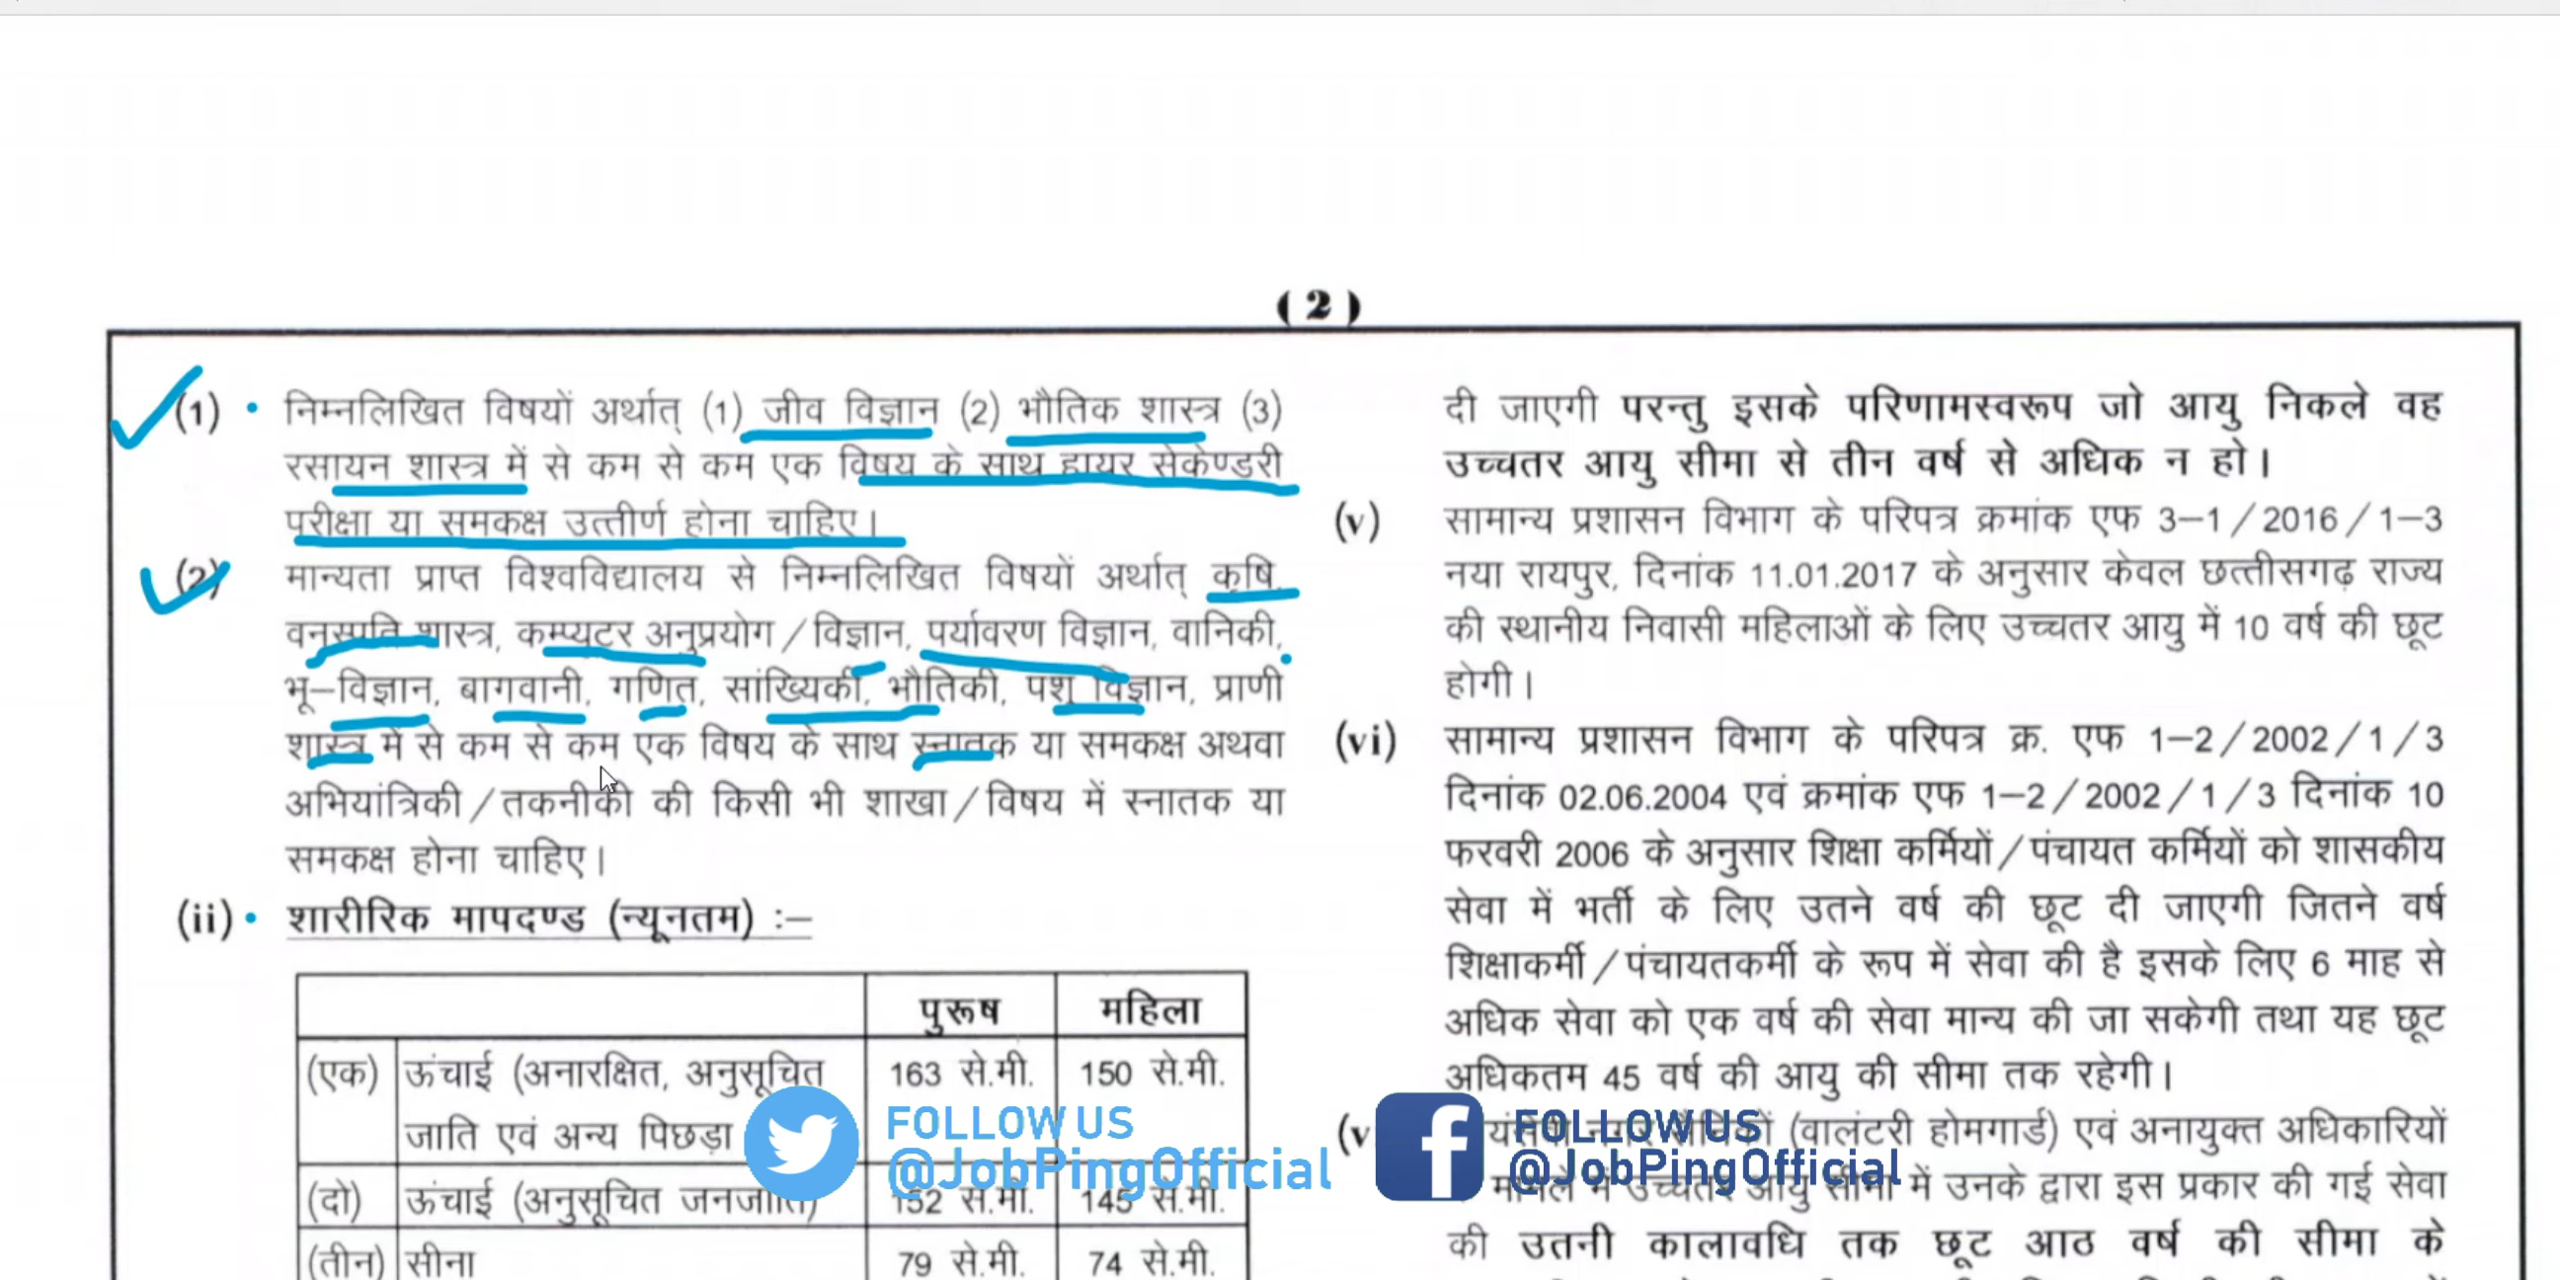 (2)
(1) • निम्नलिखित विषयों अर्थात् (1) जीव विज्ञान (2) भौतिक शास्त्र (3)
रसायन शास्त्र में से कम से कम एक विषय के साथ हायर सेकेण्डरी
परीक्षा या समकक्ष उत्तीर्ण होना चाहिए।
(2) मान्यता प्राप्त विश्वविद्यालय से निम्नलिखित विषयों अर्थात् कृषि,
वनस्पति शास्त्र, कम्प्यूटर अनुप्रयोग/विज्ञान, पर्यावरण विज्ञान, वानिकी,
भू–विज्ञान, बागवानी, गणित, सांख्यिकी, भौतिकी, पशु विज्ञान, प्राणी
शास्त्र में से कम से कम एक विषय के साथ स्नातक या समकक्ष अथवा
अभियांत्रिकी/तकनीकी की किसी भी शाखा/विषय में स्नातक या
समकक्ष होना चाहिए।
(ii) • शारीरिक मापदण्ड (न्यूनतम) :–
पुरूष महिला
(एक) ऊंचाई (अनारक्षित, अनुसूचित 163 से.मी. 150 से.मी.
जाति एवं अन्य पिछड़ा
(दो) ऊंचाई (अनुसूचित जनजाति) 152 से.मी. 145 से.मी.
(तीन) सीना 79 से.मी. 74 से.मी.
दी जाएगी परन्तु इसके परिणामस्वरूप जो आयु निकले वह
उच्चतर आयु सीमा से तीन वर्ष से अधिक न हो।
(v) सामान्य प्रशासन विभाग के परिपत्र क्रमांक एफ 3–1/2016/1–3
नया रायपुर, दिनांक 11.01.2017 के अनुसार केवल छत्तीसगढ़ राज्य
की स्थानीय निवासी महिलाओं के लिए उच्चतर आयु में 10 वर्ष की छूट
होगी।
(vi) सामान्य प्रशासन विभाग के परिपत्र क्र. एफ 1–2/2002/1/3
दिनांक 02.06.2004 एवं क्रमांक एफ 1–2/2002/1/3 दिनांक 10
फरवरी 2006 के अनुसार शिक्षा कर्मियों/पंचायत कर्मियों को शासकीय
सेवा में भर्ती के लिए उतने वर्ष की छूट दी जाएगी जितने वर्ष
शिक्षाकर्मी/पंचायतकर्मी के रूप में सेवा की है इसके लिए 6 माह से
अधिक सेवा को एक वर्ष की सेवा मान्य की जा सकेगी तथा यह छूट
अधिकतम 45 वर्ष की आयु की सीमा तक रहेगी।
(वालंटरी होमगार्ड) एवं अनायुक्त अधिकारियों
में उच्चतर आयु सीमा में उनके द्वारा इस प्रकार की गई सेवा
की उतनी कालावधि तक छूट आठ वर्ष की सीमा के
FOLLOW US
@JobPingOfficial
FOLLOW US
@JobPingOfficial